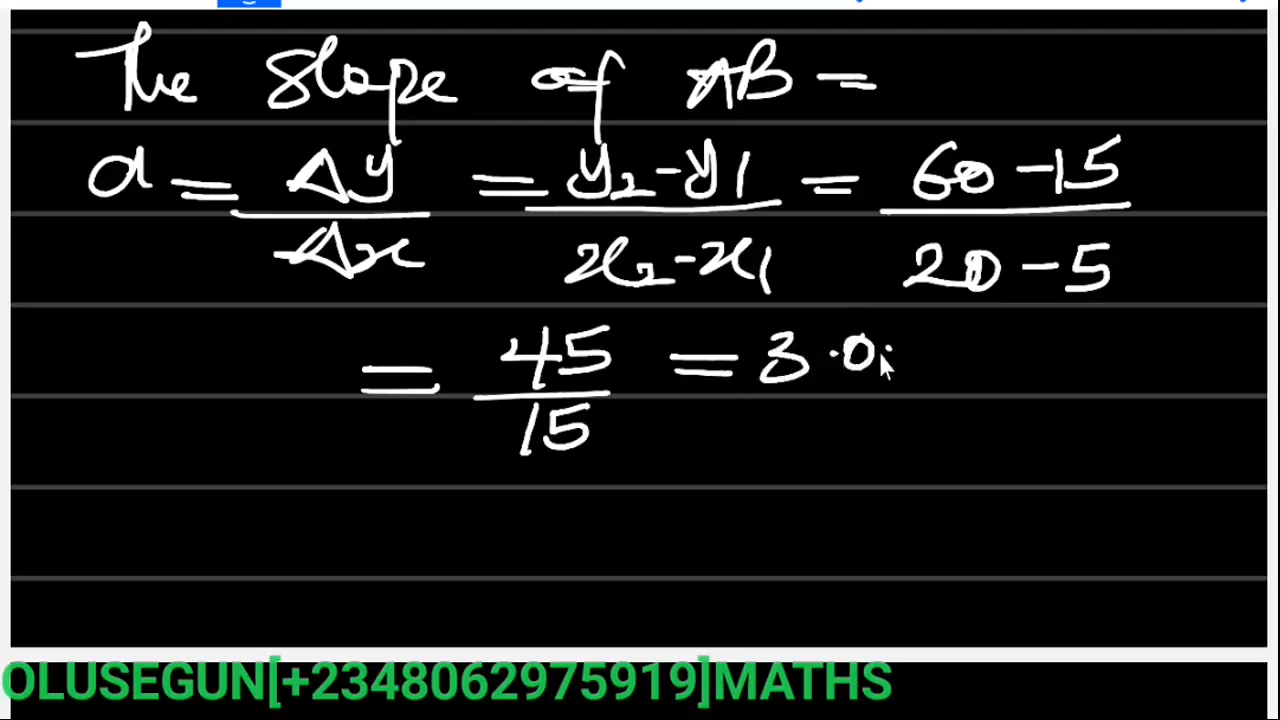 The slope of AB =
a = Δy/Δx = y₂-y₁/x₂-x₁ = 60-15/20-5
= 45/15 = 3.0
OLUSEGUN[+2348062975919]MATHS